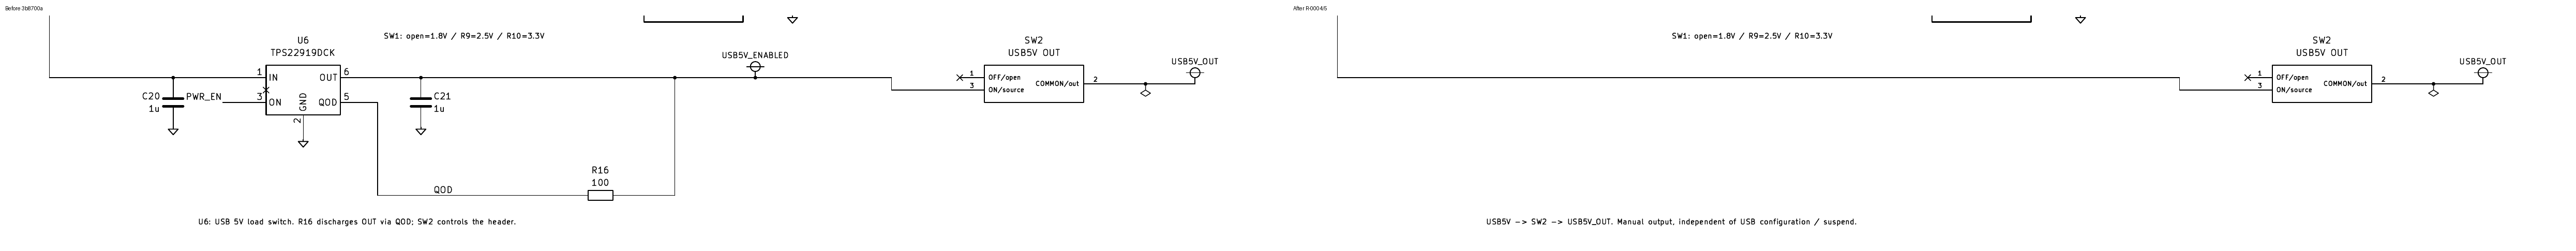 Before 3b8700a
SW1: open=1.8V / R9=2.5V / R10=3.3V
U6
TPS22919DCK
1
IN
OUT
6
3
ON
QOD
5
GND
2
C20
1u
PWR_EN
C21
1u
USB5V_ENABLED
QOD
R16
100
SW2
USB5V OUT
1
OFF/open
3
ON/source
COMMON/out
2
USB5V_OUT
U6: USB 5V load switch. R16 discharges OUT via QOD; SW2 controls the header.
After R0004/5
SW1: open=1.8V / R9=2.5V / R10=3.3V
SW2
USB5V OUT
1
OFF/open
3
ON/source
COMMON/out
2
USB5V_OUT
USB5V -> SW2 -> USB5V_OUT. Manual output, independent of USB configuration / suspend.